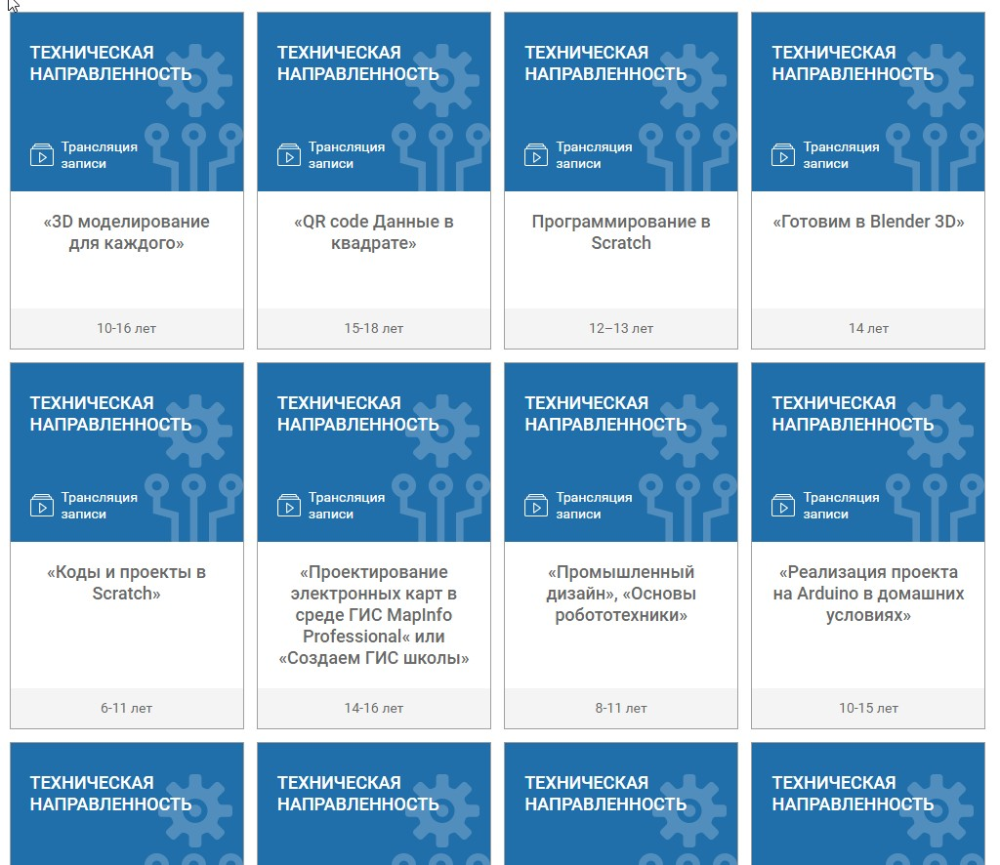 ТЕХНИЧЕСКАЯ
НАПРАВЛЕННОСТЬ
Трансляция
записи
«3D моделирование
для каждого»
10-16 лет
ТЕХНИЧЕСКАЯ
НАПРАВЛЕННОСТЬ
Трансляция
записи
«QR code Данные в
квадрате»
15-18 лет
ТЕХНИЧЕСКАЯ
НАПРАВЛЕННОСТЬ
Трансляция
записи
Программирование в
Scratch
12–13 лет
ТЕХНИЧЕСКАЯ
НАПРАВЛЕННОСТЬ
Трансляция
записи
«Готовим в Blender 3D»
14 лет
ТЕХНИЧЕСКАЯ
НАПРАВЛЕННОСТЬ
Трансляция
записи
«Коды и проекты в
Scratch»
6-11 лет
ТЕХНИЧЕСКАЯ
НАПРАВЛЕННОСТЬ
Трансляция
записи
«Проектирование
электронных карт в
среде ГИС MapInfo
Professional« или
«Создаем ГИС школы»
14-16 лет
ТЕХНИЧЕСКАЯ
НАПРАВЛЕННОСТЬ
Трансляция
записи
«Промышленный
дизайн», «Основы
робототехники»
8-11 лет
ТЕХНИЧЕСКАЯ
НАПРАВЛЕННОСТЬ
Трансляция
записи
«Реализация проекта
на Arduino в домашних
условиях»
10-15 лет
ТЕХНИЧЕСКАЯ
НАПРАВЛЕННОСТЬ
ТЕХНИЧЕСКАЯ
НАПРАВЛЕННОСТЬ
ТЕХНИЧЕСКАЯ
НАПРАВЛЕННОСТЬ
ТЕХНИЧЕСКАЯ
НАПРАВЛЕННОСТЬ